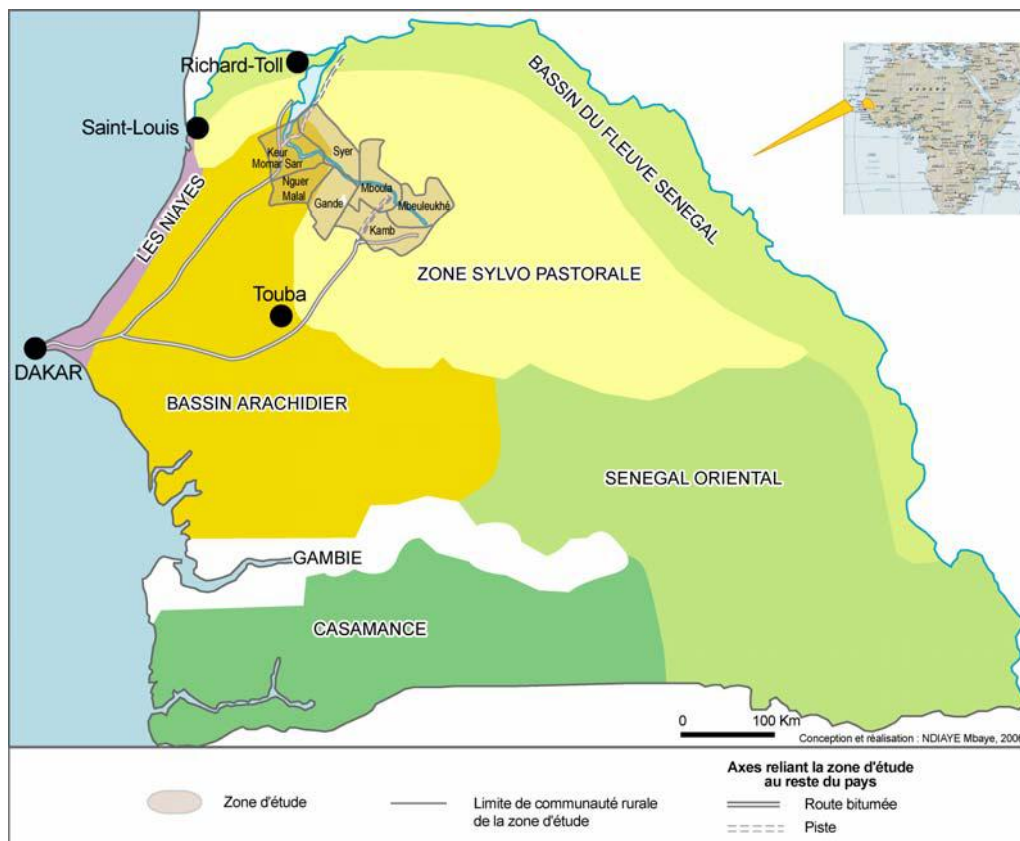 Richard-Toll
Saint-Louis
LES NIAYES
BASSIN DU FLEUVE SENEGAL
Keur
Momar Sarr
Syer
Nguer
Malal
Gande
Mboula
Mbeuleukhé
Kamb
ZONE SYLVO PASTORALE
Touba
DAKAR
BASSIN ARACHIDIER
SENEGAL ORIENTAL
GAMBIE
CASAMANCE
0 100 Km
Conception et réalisation : NDIAYE Mbaye, 2006
Zone d'étude
Limite de communauté rurale
de la zone d'étude
Axes reliant la zone d'étude
au reste du pays
Route bitumée
Piste